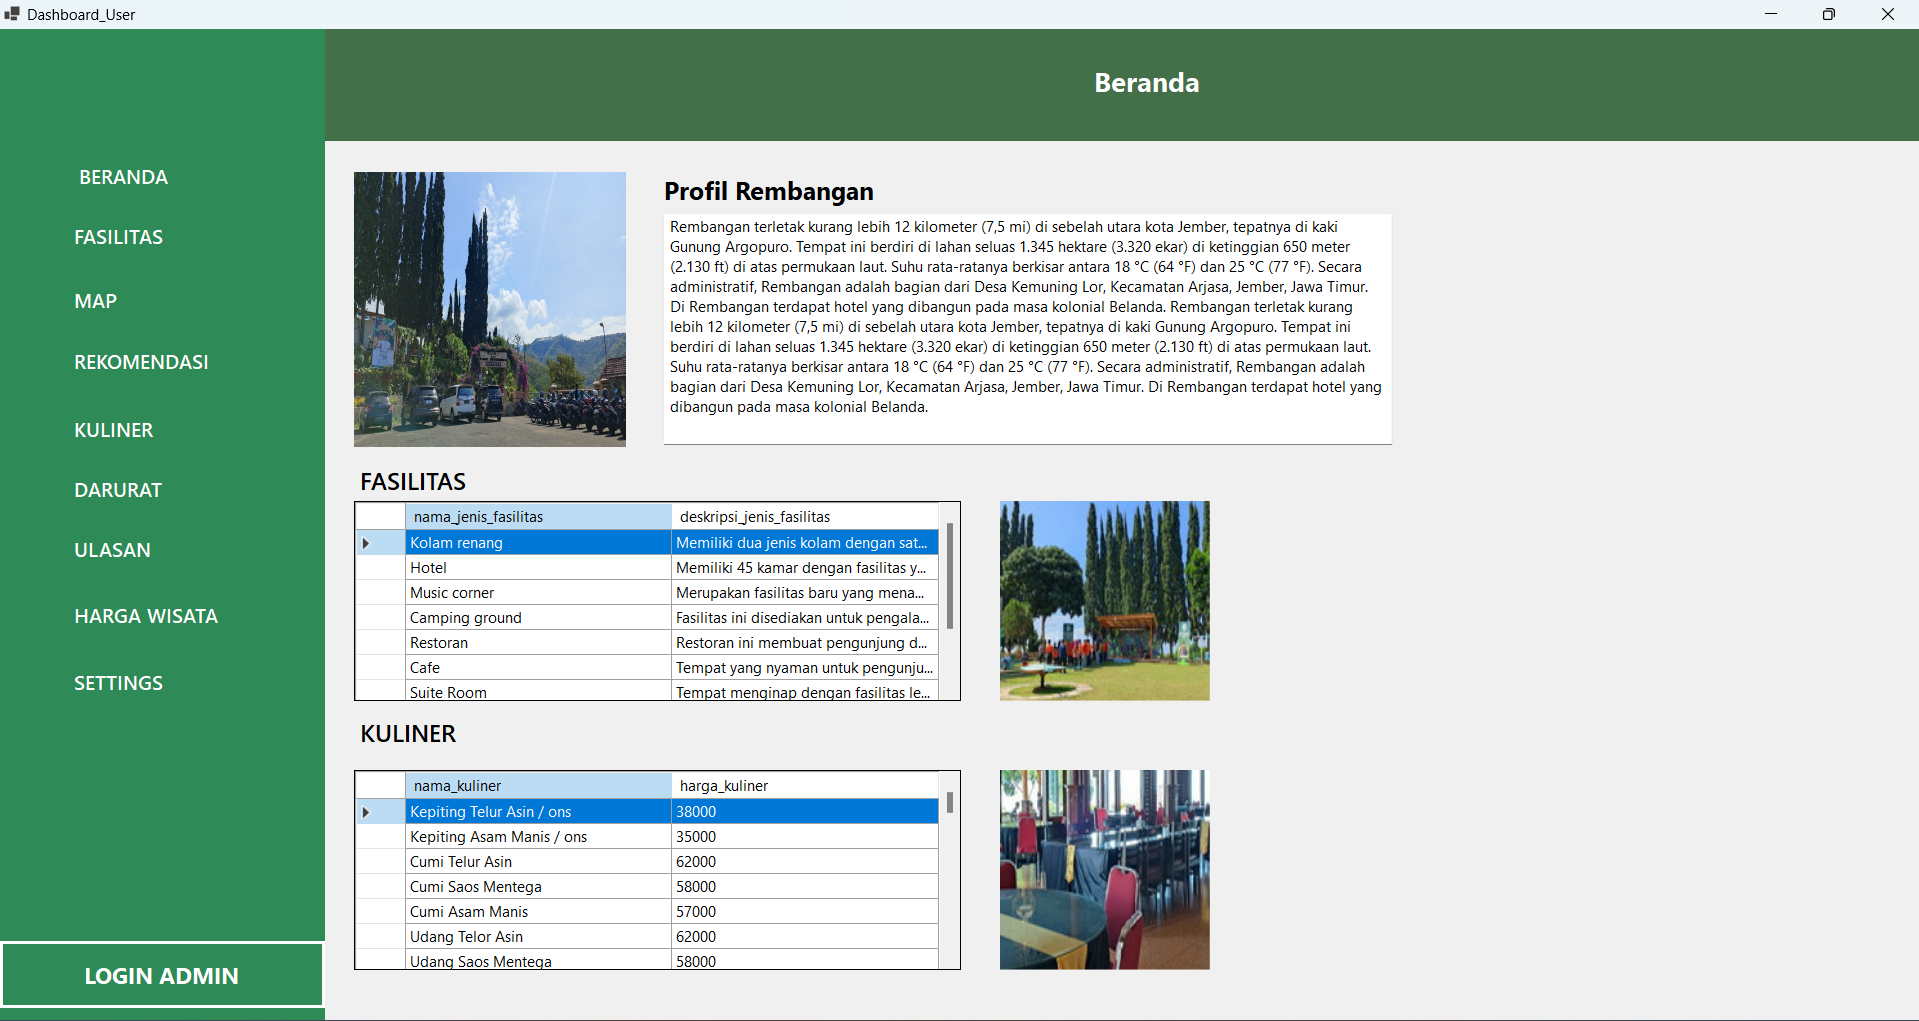 Dashboard_User
Beranda
BERANDA
FASILITAS
MAP
REKOMENDASI
KULINER
DARURAT
ULASAN
HARGA WISATA
SETTINGS
LOGIN ADMIN
Profil Rembangan
Rembangan terletak kurang lebih 12 kilometer (7,5 mi) di sebelah utara kota Jember, tepatnya di kaki
Gunung Argopuro. Tempat ini berdiri di lahan seluas 1.345 hektare (3.320 ekar) di ketinggian 650 meter
(2.130 ft) di atas permukaan laut. Suhu rata-ratanya berkisar antara 18 °C (64 °F) dan 25 °C (77 °F). Secara
administratif, Rembangan adalah bagian dari Desa Kemuning Lor, Kecamatan Arjasa, Jember, Jawa Timur.
Di Rembangan terdapat hotel yang dibangun pada masa kolonial Belanda. Rembangan terletak kurang
lebih 12 kilometer (7,5 mi) di sebelah utara kota Jember, tepatnya di kaki Gunung Argopuro. Tempat ini
berdiri di lahan seluas 1.345 hektare (3.320 ekar) di ketinggian 650 meter (2.130 ft) di atas permukaan laut.
Suhu rata-ratanya berkisar antara 18 °C (64 °F) dan 25 °C (77 °F). Secara administratif, Rembangan adalah
bagian dari Desa Kemuning Lor, Kecamatan Arjasa, Jember, Jawa Timur. Di Rembangan terdapat hotel yang
dibangun pada masa kolonial Belanda.
FASILITAS
nama_jenis_fasilitas deskripsi_jenis_fasilitas
Kolam renang Memiliki dua jenis kolam dengan sat...
Hotel Memiliki 45 kamar dengan fasilitas y...
Music corner Merupakan fasilitas baru yang mena...
Camping ground Fasilitas ini disediakan untuk pengala...
Restoran Restoran ini membuat pengunjung d...
Cafe Tempat yang nyaman untuk pengunju...
Suite Room Tempat menginap dengan fasilitas le...
KULINER
nama_kuliner harga_kuliner
Kepiting Telur Asin / ons 38000
Kepiting Asam Manis / ons 35000
Cumi Telur Asin 62000
Cumi Saos Mentega 58000
Cumi Asam Manis 57000
Udang Telor Asin 62000
Udang Saos Mentega 58000